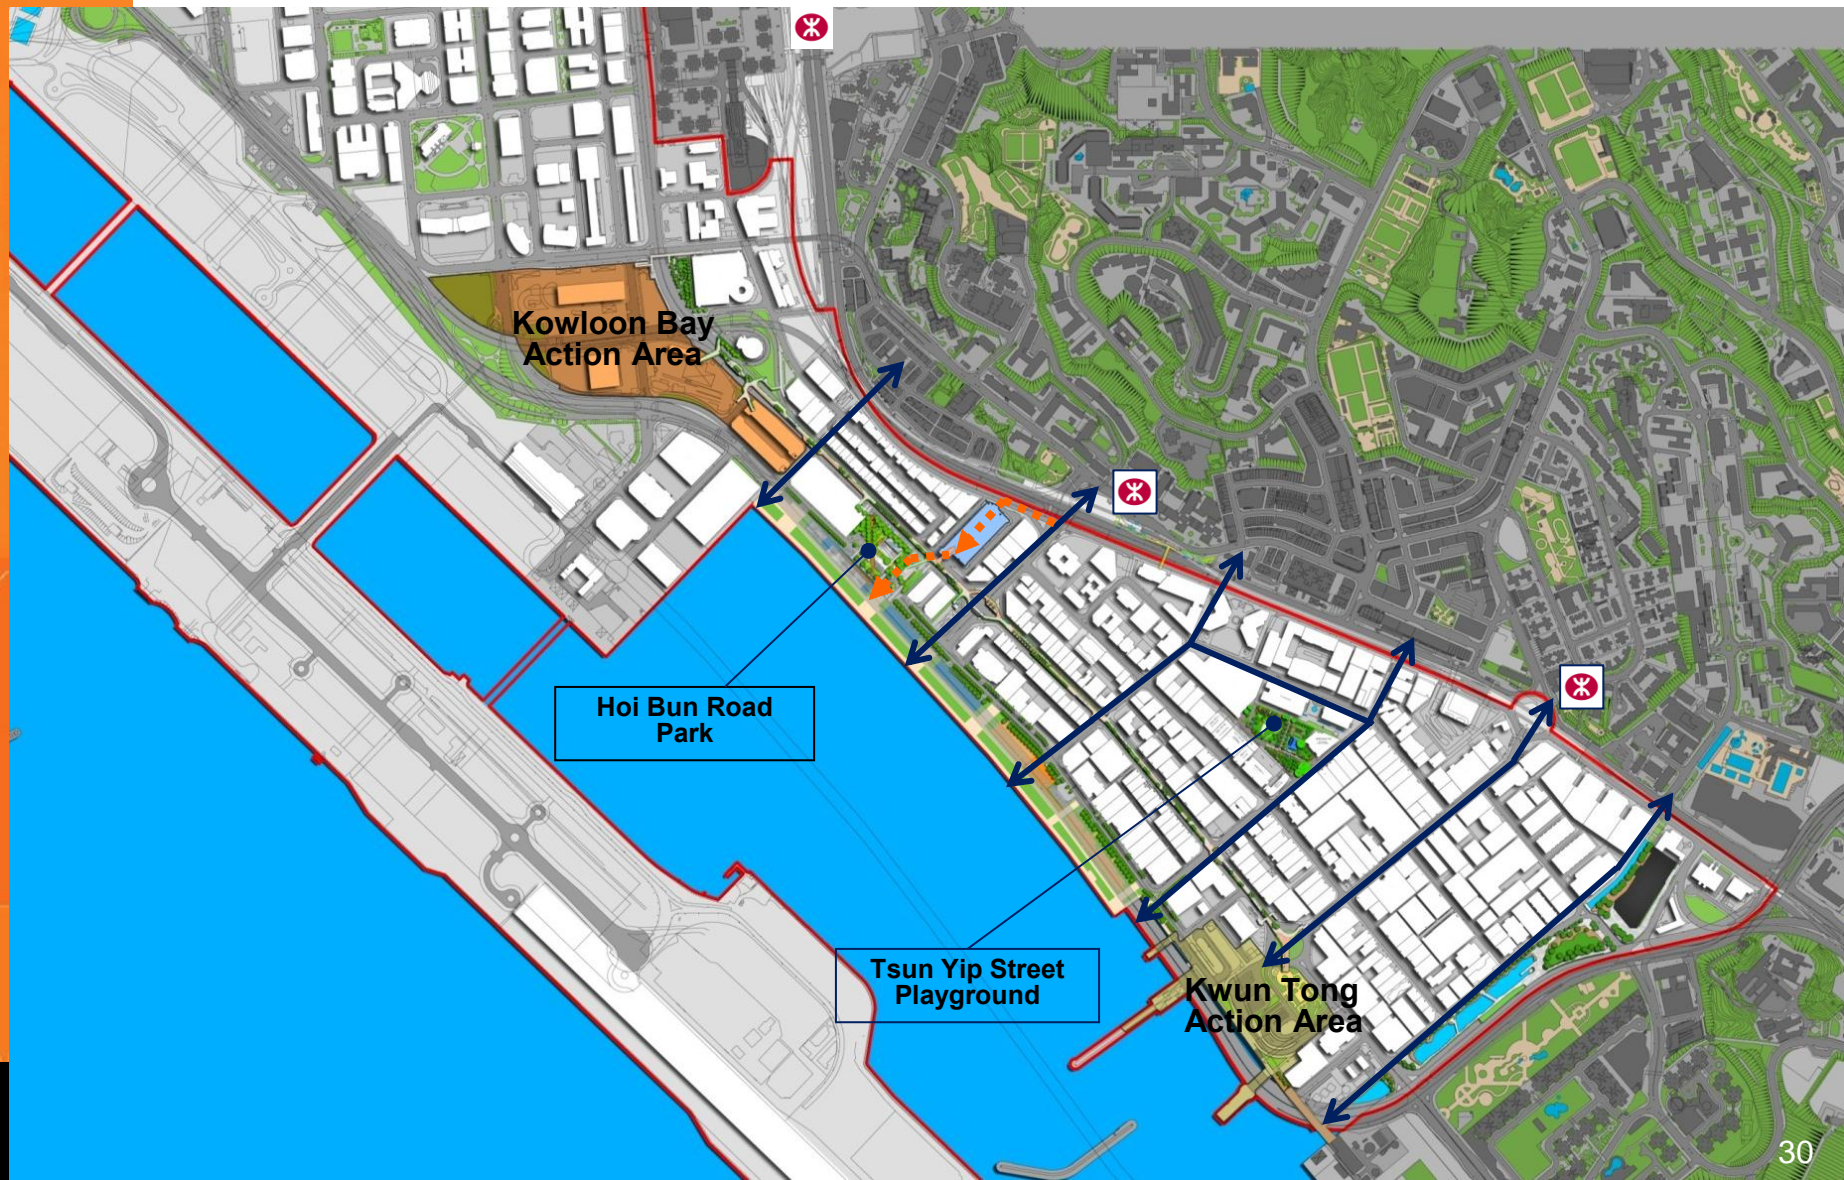 Kowloon Bay
Action Area
Hoi Bun Road
Park
Tsun Yip Street
Playground
Kwun Tong
Action Area
30